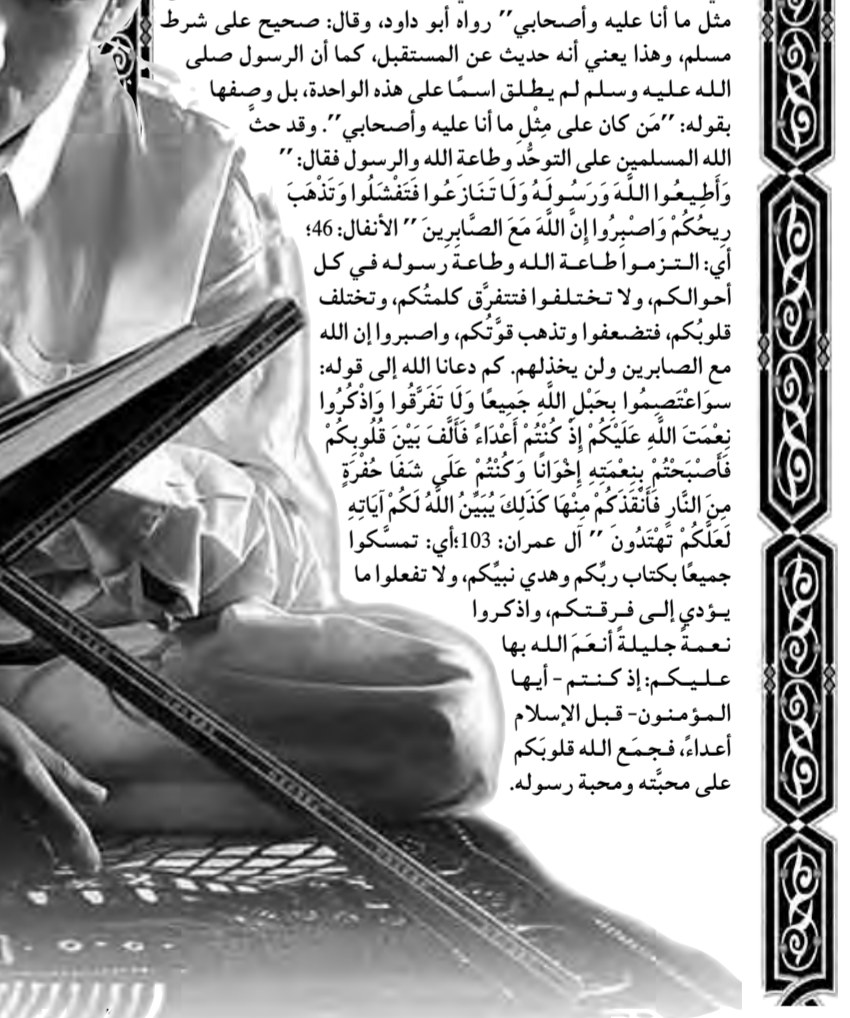 مثل ما أنا عليه وأصحابي’’ رواه أبو داود، وقال: صحيح على شرط
مسلم، وهذا يعني أنه حديث عن المستقبل، كما أن الرسول صلى
الله عليه وسلم لم يطلق اسمًا على هذه الواحدة، بل وصفها
بقوله: ’’مَن كان على مِثْلِ ما أنا عليه وأصحابي’’. وقد حثَّ
الله المسلمين على التوحُّد وطاعة الله والرسول فقال: ’’
وَأَطِيعُوا اللَّهَ وَرَسُولَهُ وَلَا تَنَازَعُوا فَتَفْشَلُوا وَتَذْهَبَ
رِيحُكُمْ وَاصْبِرُوا إِنَّ اللَّهَ مَعَ الصَّابِرِينَ ’’ الأنفال: 46؛
أي: التزموا طاعة الله وطاعة رسوله في كل
أحوالكم، ولا تختلفوا فتتفرَّق كلمتُكم، وتختلف
قلوبُكم، فتضعفوا وتذهب قوَّتُكم، واصبروا إن الله
مع الصابرين ولن يخذلهم. كم دعانا الله إلى قوله:
سوَاعْتَصِمُوا بِحَبْلِ اللَّهِ جَمِيعًا وَلَا تَفَرَّقُوا وَاذْكُرُوا
نِعْمَتَ اللَّهِ عَلَيْكُمْ إِذْ كُنْتُمْ أَعْدَاءً فَأَلَّفَ بَيْنَ قُلُوبِكُمْ
فَأَصْبَحْتُمْ بِنِعْمَتِهِ إِخْوَانًا وَكُنْتُمْ عَلَى شَفَا حُفْرَةٍ
مِنَ النَّارِ فَأَنْقَذَكُمْ مِنْهَا كَذَلِكَ يُبَيِّنُ اللَّهُ لَكُمْ آيَاتِهِ
لَعَلَّكُمْ تَهْتَدُونَ ’’ آل عمران: 103؛أي: تمسَّكوا
جميعًا بكتاب ربِّكم وهدي نبيِّكم، ولا تفعلوا ما
يؤدي إلى فرقتكم، واذكروا
نعمةً جليلةً أنعَمَ الله بها
عليكم: إذ كنتم - أيها
المؤمنون- قبل الإسلام
أعداءً، فجمَع الله قلوبَكم
على محبَّته ومحبة رسوله.